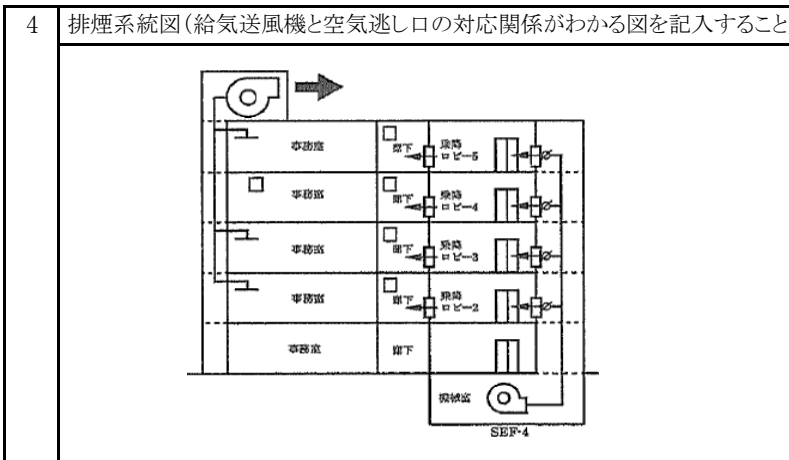 4 排煙系統図(給気送風機と空気逃し口の対応関係がわかる図を記入すること
事務室 廊下 乗降
ロビー5
事務室 廊下 乗降
ロビー4
事務室 廊下 乗降
ロビー3
事務室 廊下 乗降
ロビー2
事務室 廊下
機械室
SEF-4